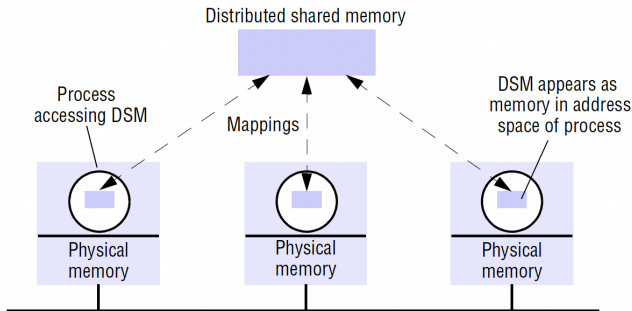 Distributed shared memory
Process
accessing DSM
Mappings
DSM appears as
memory in address
space of process
Physical
memory
Physical
memory
Physical
memory